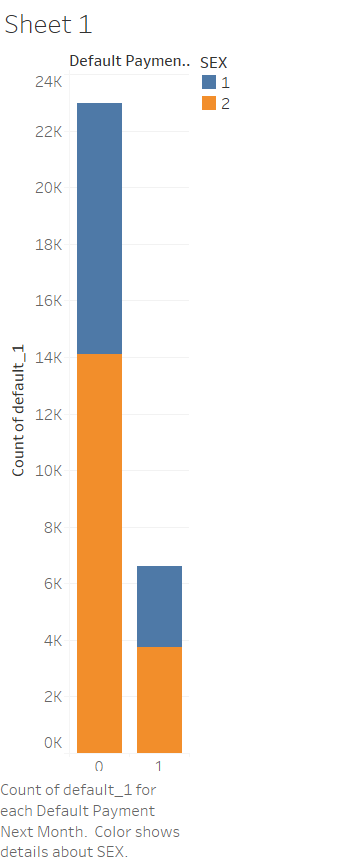 Sheet 1
Default Paymen..
SEX
1
2
24K
22K
20K
18K
16K
14K
12K
10K
8K
6K
4K
2K
0K
Count of default_1
0
1
Count of default_1 for
each Default Payment
Next Month. Color shows
details about SEX.